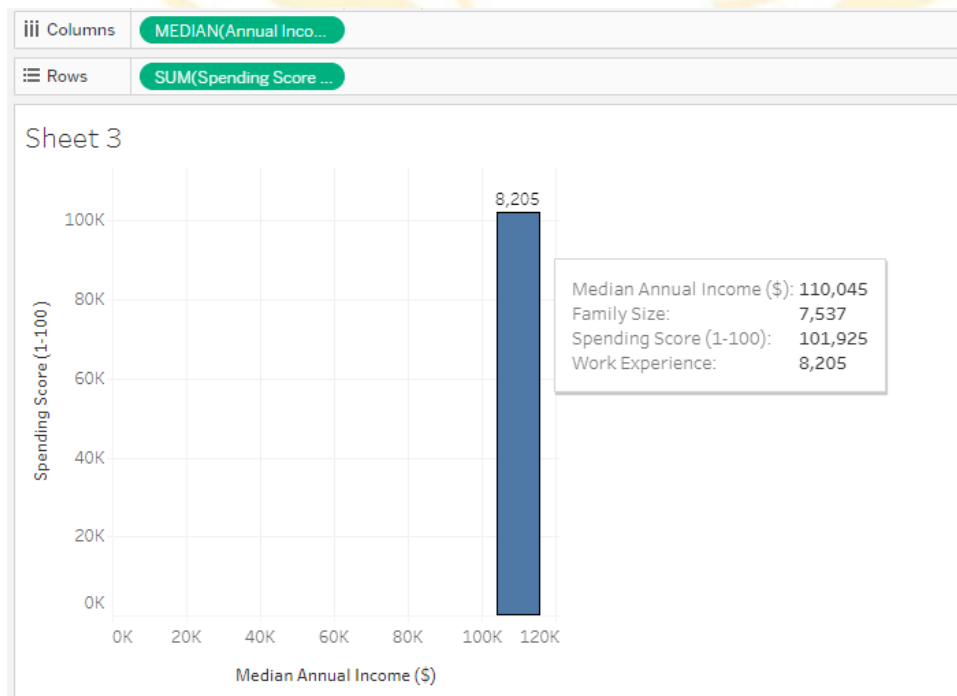 Columns MEDIAN(Annual Inco...
Rows SUM(Spending Score ...
Sheet 3
8,205
100K
80K
60K
40K
20K
0K
Spending Score (1-100)
0K 20K 40K 60K 80K 100K 120K
Median Annual Income ($)
Median Annual Income ($): 110,045
Family Size: 7,537
Spending Score (1-100): 101,925
Work Experience: 8,205